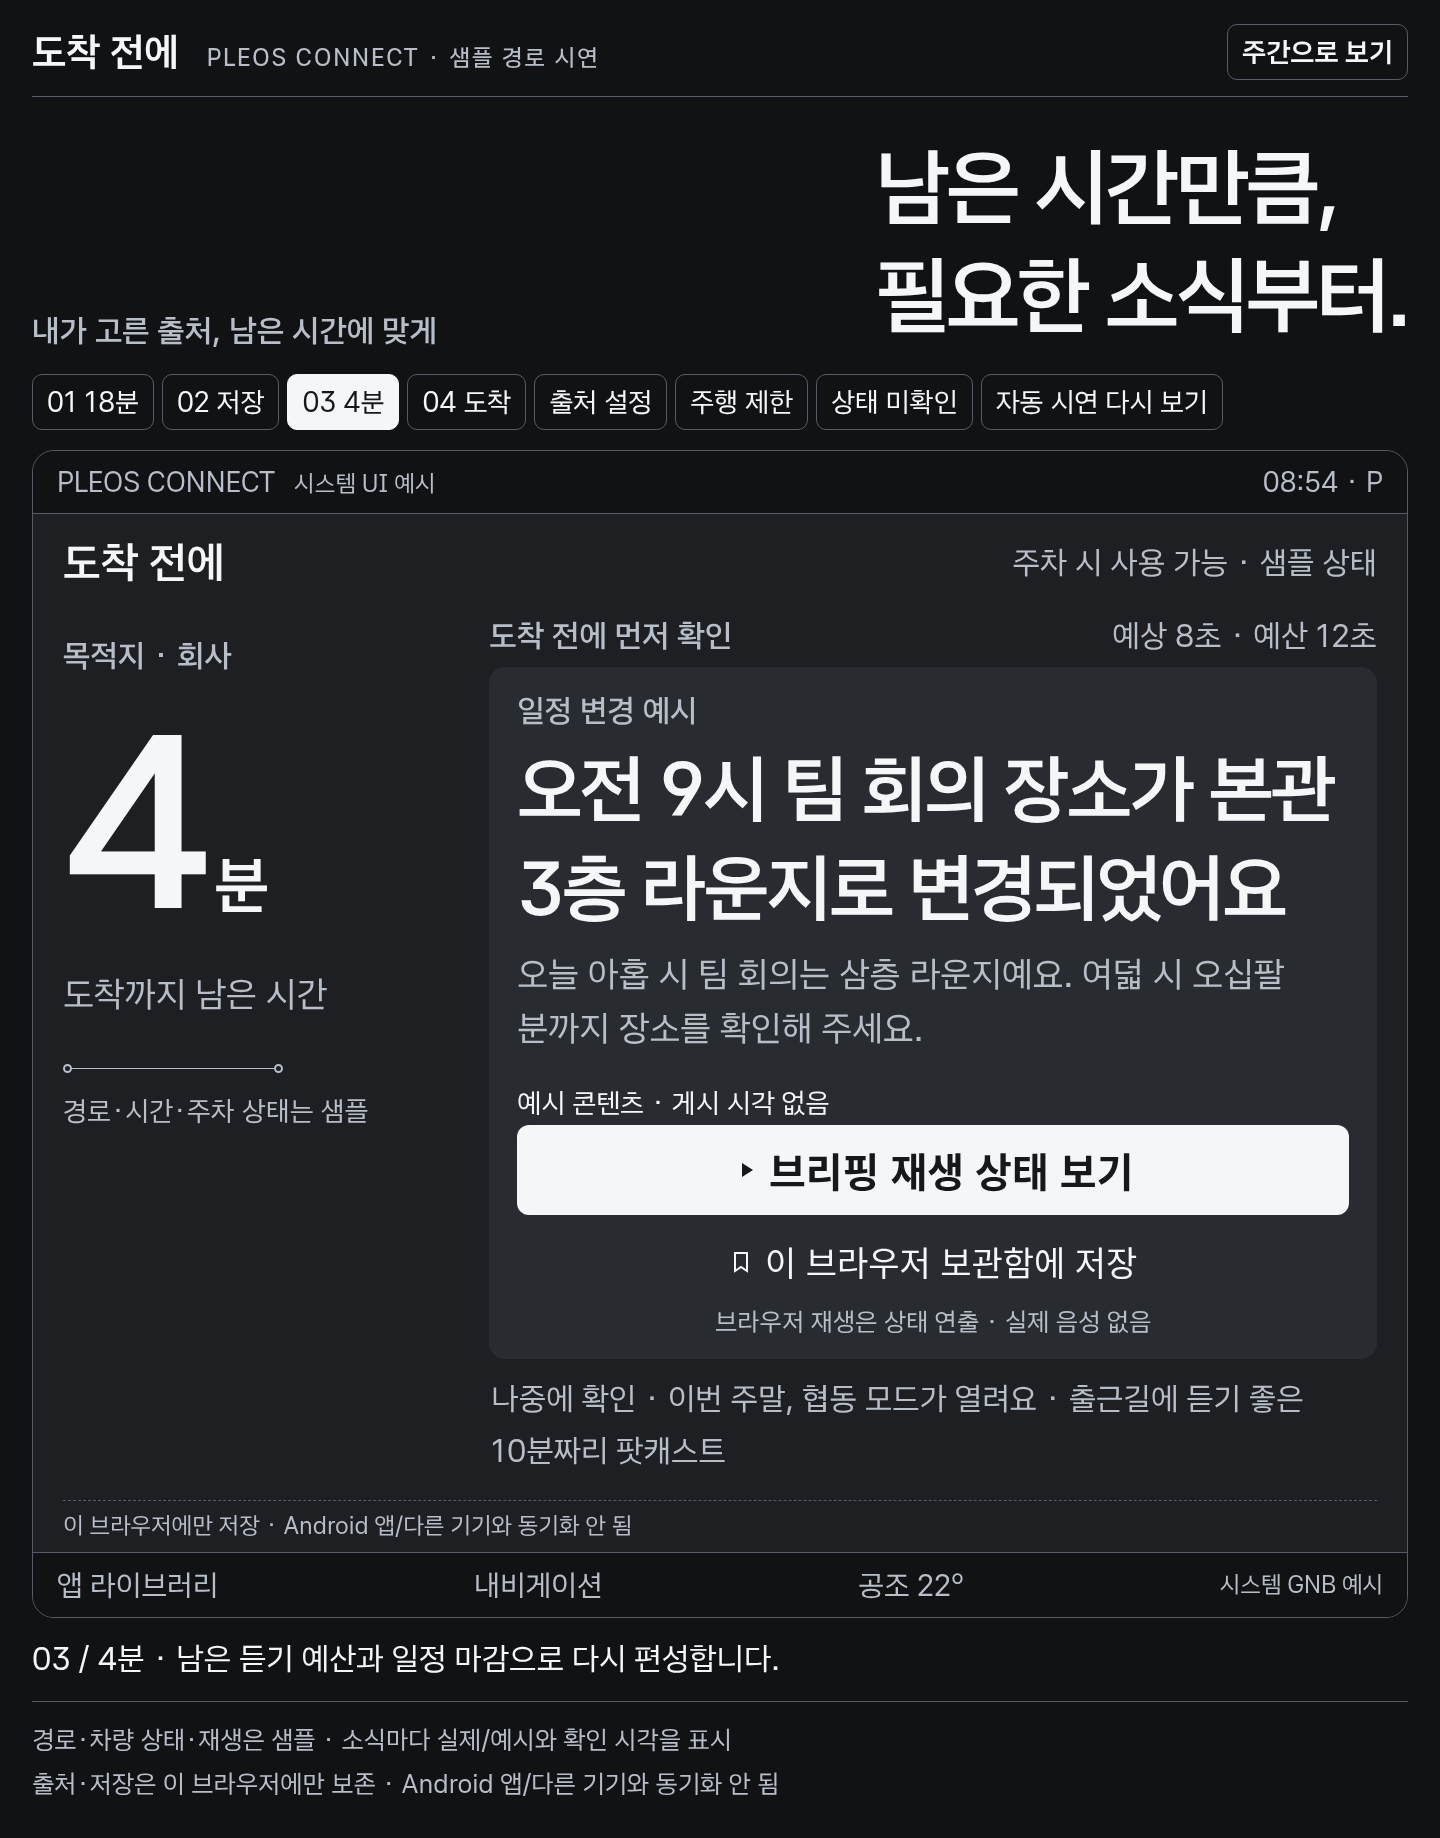 도착 전에
PLEOS CONNECT · 샘플 경로 시연
주간으로 보기
남은 시간만큼,
필요한 소식부터.
내가 고른 출처, 남은 시간에 맞게
01 18분
02 저장
03 4분
04 도착
출처 설정
주행 제한
상태 미확인
자동 시연 다시 보기
PLEOS CONNECT 시스템 UI 예시
08:54 · P
도착 전에
주차 시 사용 가능 · 샘플 상태
목적지 · 회사
4분
도착까지 남은 시간
경로·시간·주차 상태는 샘플
도착 전에 먼저 확인
예상 8초 · 예산 12초
일정 변경 예시
오전 9시 팀 회의 장소가 본관
3층 라운지로 변경되었어요
오늘 아홉 시 팀 회의는 삼층 라운지예요. 여덟 시 오십팔
분까지 장소를 확인해 주세요.
예시 콘텐츠 · 게시 시각 없음
브리핑 재생 상태 보기
이 브라우저 보관함에 저장
브라우저 재생은 상태 연출 · 실제 음성 없음
나중에 확인 · 이번 주말, 협동 모드가 열려요 · 출근길에 듣기 좋은
10분짜리 팟캐스트
이 브라우저에만 저장 · Android 앱/다른 기기와 동기화 안 됨
앱 라이브러리
내비게이션
공조 22°
시스템 GNB 예시
03 / 4분 · 남은 듣기 예산과 일정 마감으로 다시 편성합니다.
경로·차량 상태·재생은 샘플 · 소식마다 실제/예시와 확인 시각을 표시
출처·저장은 이 브라우저에만 보존 · Android 앱/다른 기기와 동기화 안 됨